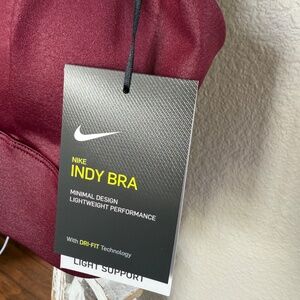 NIKE
INDY BRA
MINIMAL DESIGN
LIGHTWEIGHT PERFORMANCE
With DRI-FIT Technology
LIGHT SUPPORT